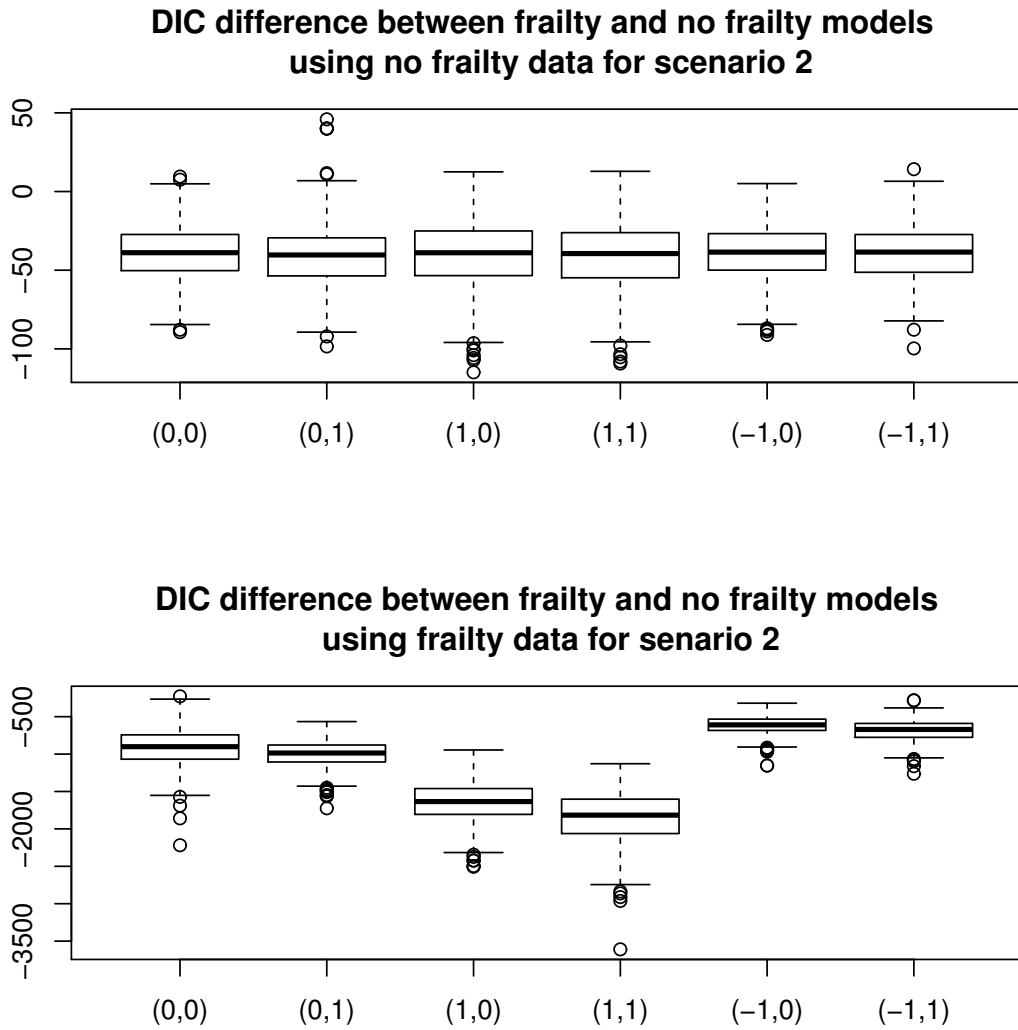 DIC difference between frailty and no frailty models
using no frailty data for scenario 2
50
0
−50
−100
(0,0) (0,1) (1,0) (1,1) (−1,0) (−1,1)
DIC difference between frailty and no frailty models
using frailty data for senario 2
−500
−2000
−3500
(0,0) (0,1) (1,0) (1,1) (−1,0) (−1,1)